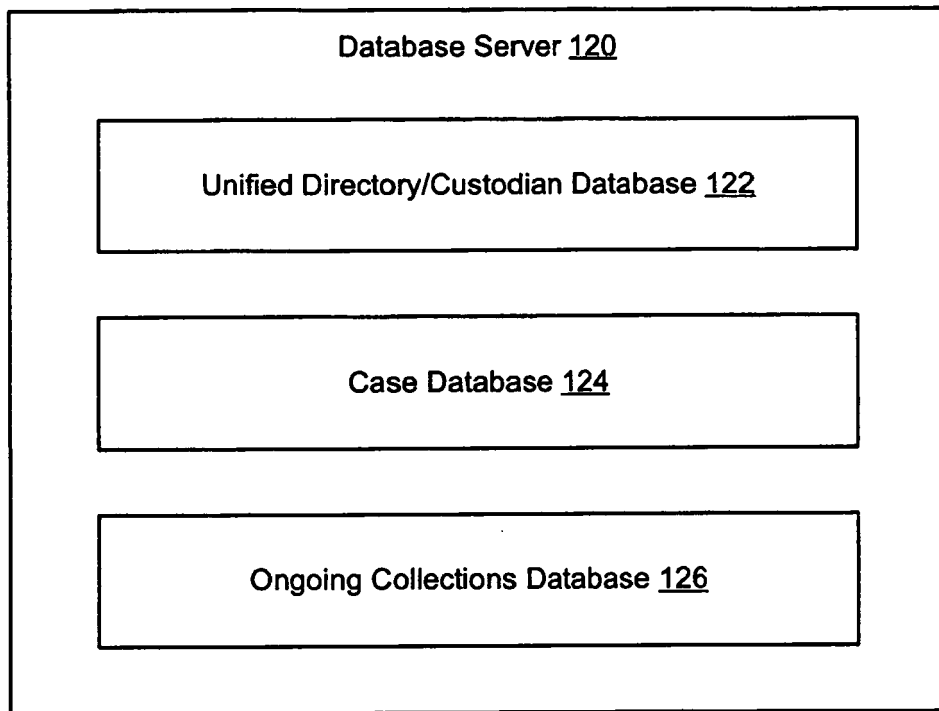 Database Server 120
Unified Directory/Custodian Database 122
Case Database 124
Ongoing Collections Database 126